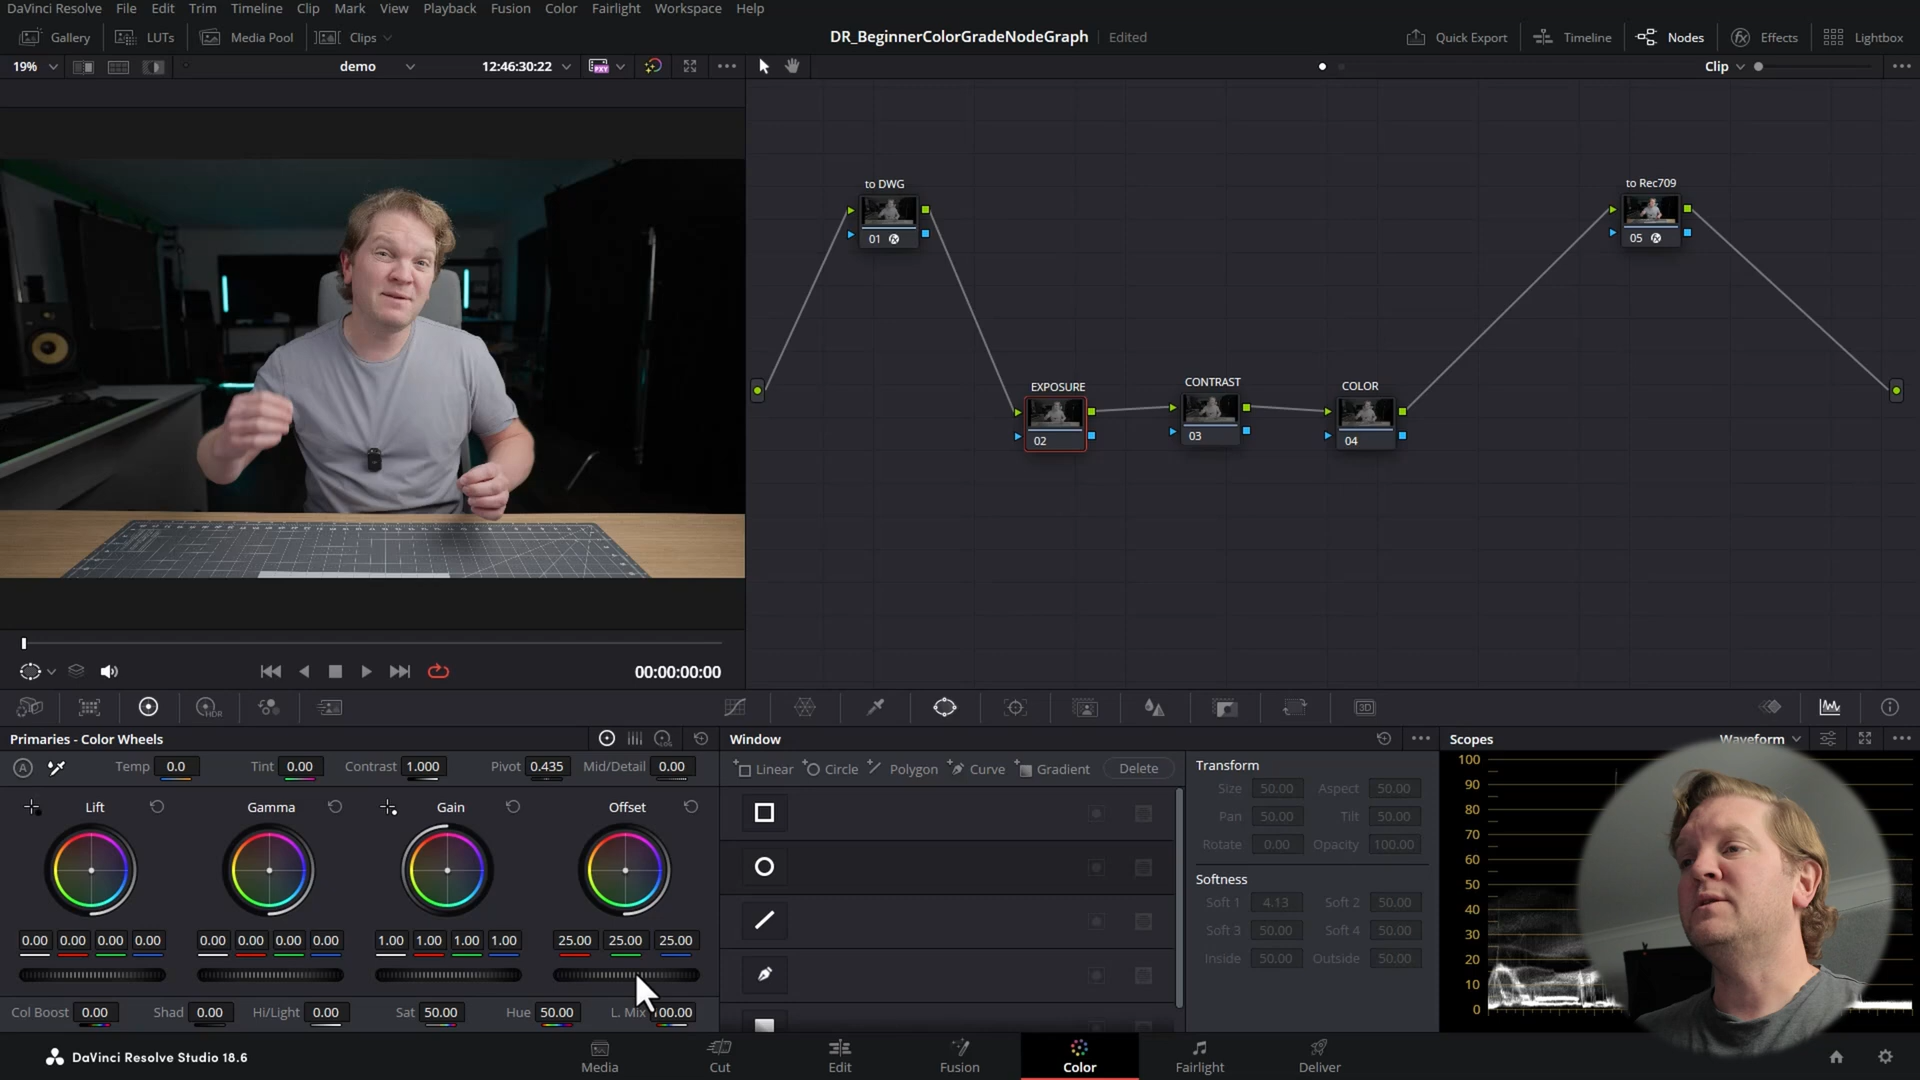 DaVinci Resolve File Edit Trim Timeline Clip Mark View Playback Fusion Color Fairlight Workspace Help
Gallery LUTs Media Pool Clips DR_BeginnerColorGradeNodeGraph Edited Quick Export Timeline Nodes Effects Lightbox
19% demo 12:46:30:22 PXY Clip
to DWG
to Rec709
01
05
EXPOSURE
CONTRAST
COLOR
02
03
04
00:00:00:00
HDR
3D
Primaries - Color Wheels
LOG
Window
Scopes
Waveform
A
Temp 0.0 Tint 0.00 Contrast 1.000 Pivot 0.435 Mid/Detail 0.00
Linear Circle Polygon Curve Gradient Delete
Transform
Size 50.00 Aspect 50.00
Pan 50.00 Tilt 50.00
Rotate 0.00 Opacity 100.00
Softness
Soft 1 4.13 Soft 2 50.00
Soft 3 50.00 Soft 4 50.00
Inside 50.00 Outside 50.00
100
90
80
70
60
50
40
30
20
10
0
Lift Gamma Gain Offset
0.00 0.00 0.00 0.00 0.00 0.00 0.00 0.00 1.00 1.00 1.00 1.00 25.00 25.00 25.00
Col Boost 0.00 Shad 0.00 Hi/Light 0.00 Sat 50.00 Hue 50.00 L. Mix 100.00
DaVinci Resolve Studio 18.6
Media Cut Edit Fusion Color Fairlight Deliver